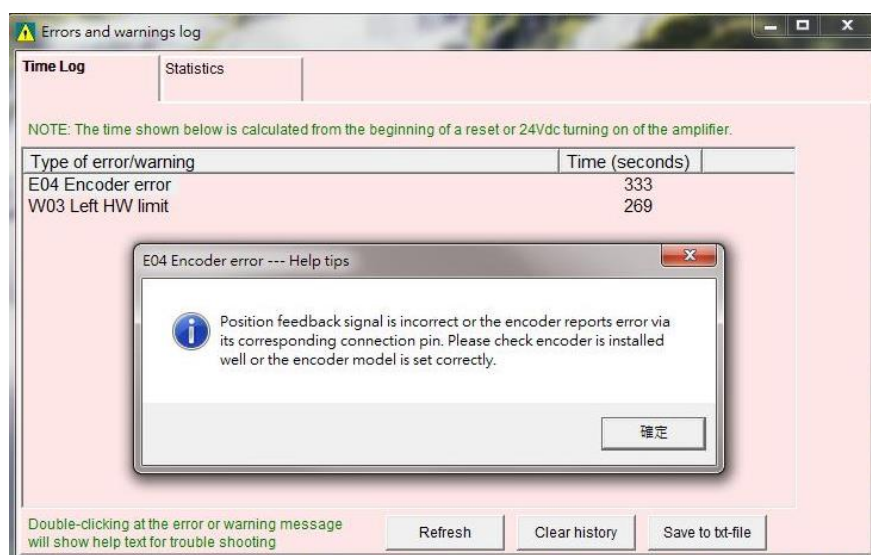 Errors and warnings log
Time Log
Statistics
NOTE: The time shown below is calculated from the beginning of a reset or 24Vdc turning on of the amplifier.
Type of error/warning Time (seconds)
E04 Encoder error 333
W03 Left HW limit 269
E04 Encoder error --- Help tips
Position feedback signal is incorrect or the encoder reports error via
its corresponding connection pin. Please check encoder is installed
well or the encoder model is set correctly.
確定
Double-clicking at the error or warning message
will show help text for trouble shooting
Refresh
Clear history
Save to txt-file